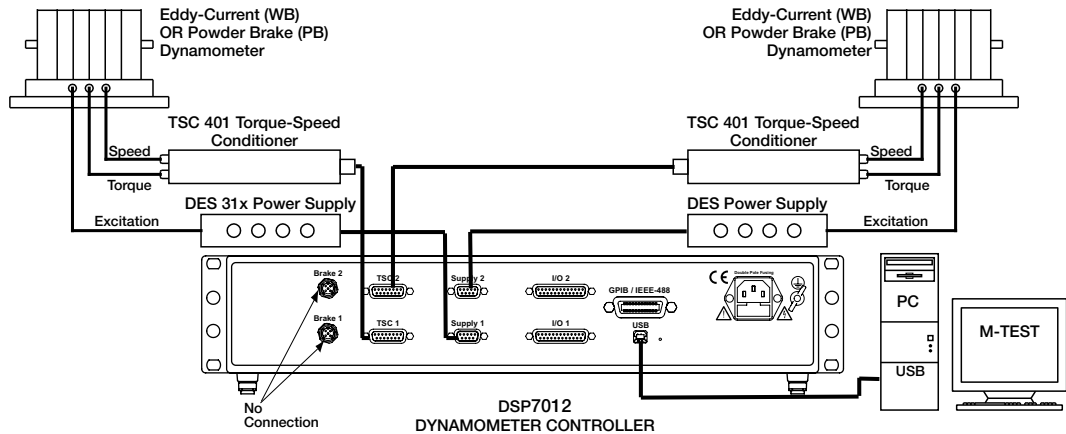 Eddy-Current (WB)
OR Powder Brake (PB)
Dynamometer
Eddy-Current (WB)
OR Powder Brake (PB)
Dynamometer
TSC 401 Torque-Speed
Conditioner
TSC 401 Torque-Speed
Conditioner
Speed
Torque
Speed
Torque
Excitation
DES 31x Power Supply
DES Power Supply
Excitation
Brake 2
TSC 2
Supply 2
I/O 2
GPIB / IEEE-488
CE
Double Pole Fusing
Brake 1
TSC 1
Supply 1
I/O 1
USB
PC
USB
M-TEST
No
Connection
DSP7012
DYNAMOMETER CONTROLLER